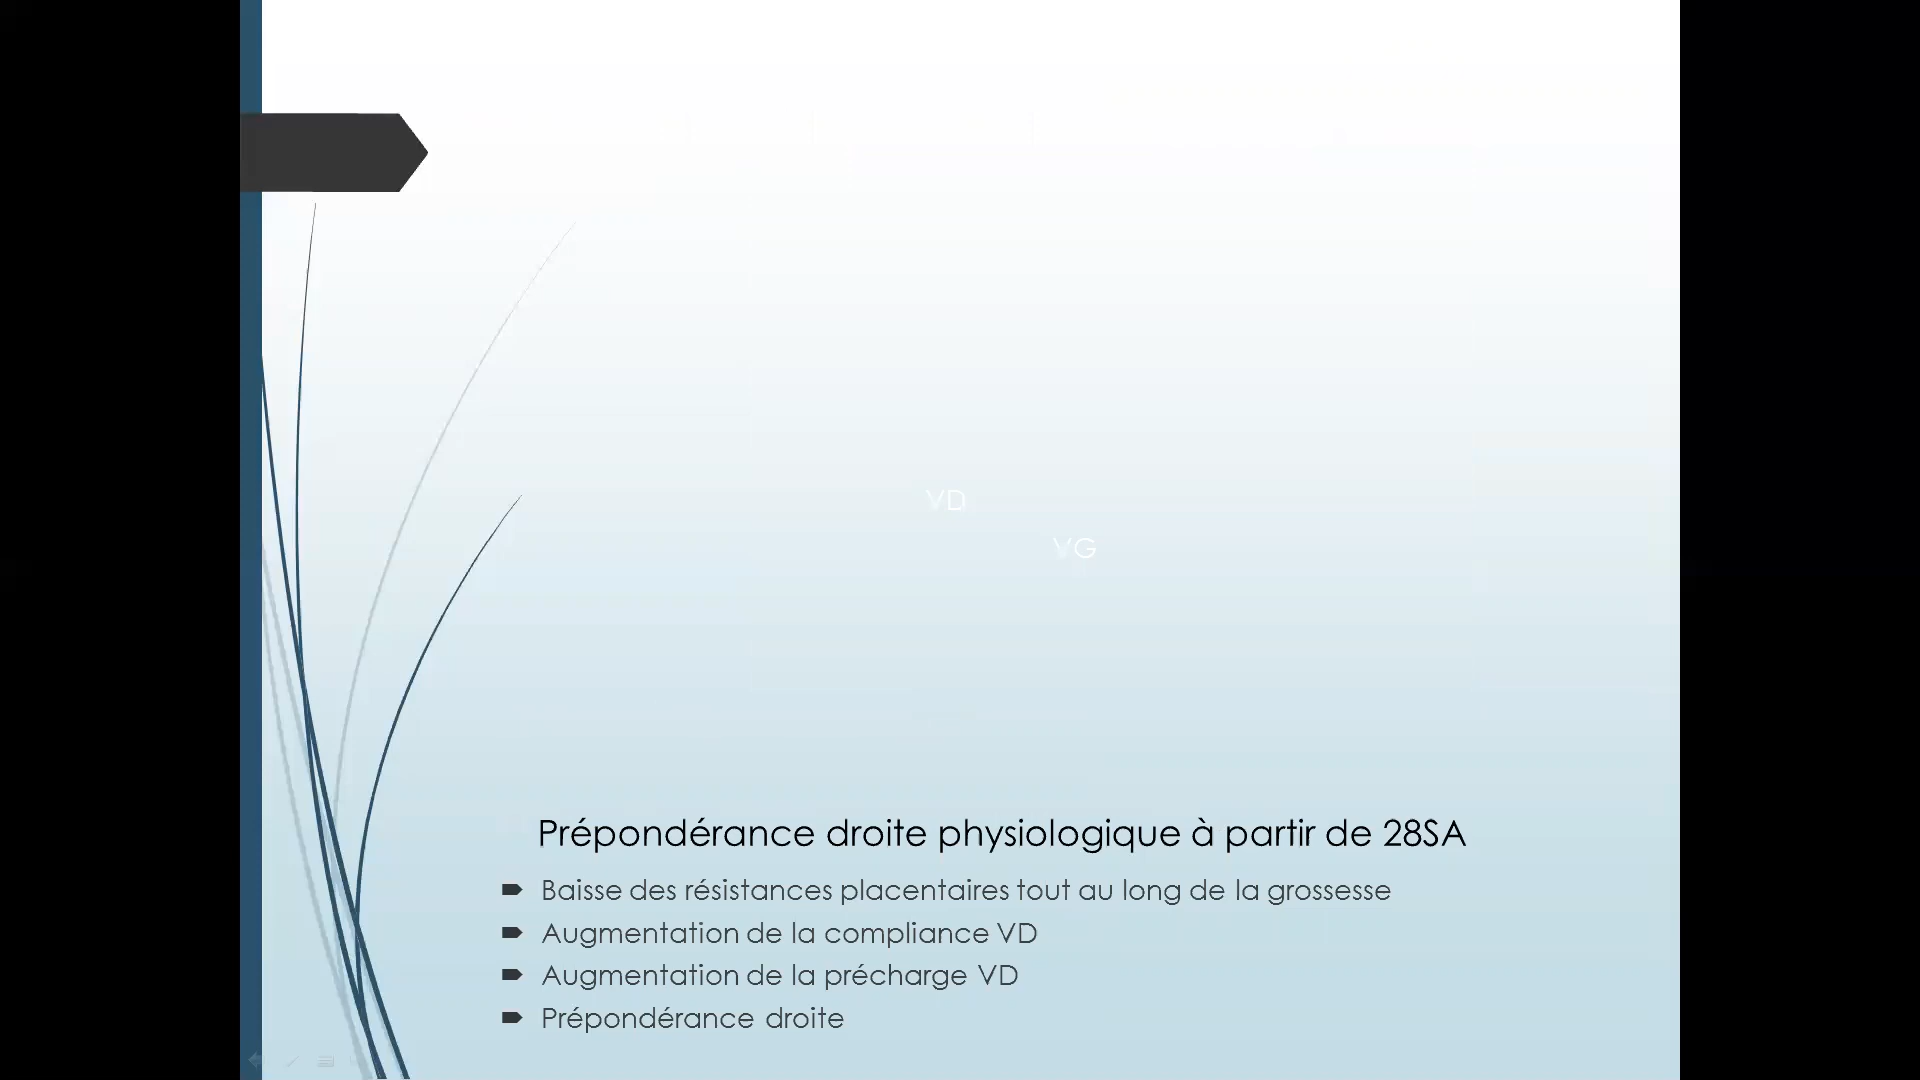 VD
VG
Prépondérance droite physiologique à partir de 28SA
Baisse des résistances placentaires tout au long de la grossesse
Augmentation de la compliance VD
Augmentation de la précharge VD
Prépondérance droite